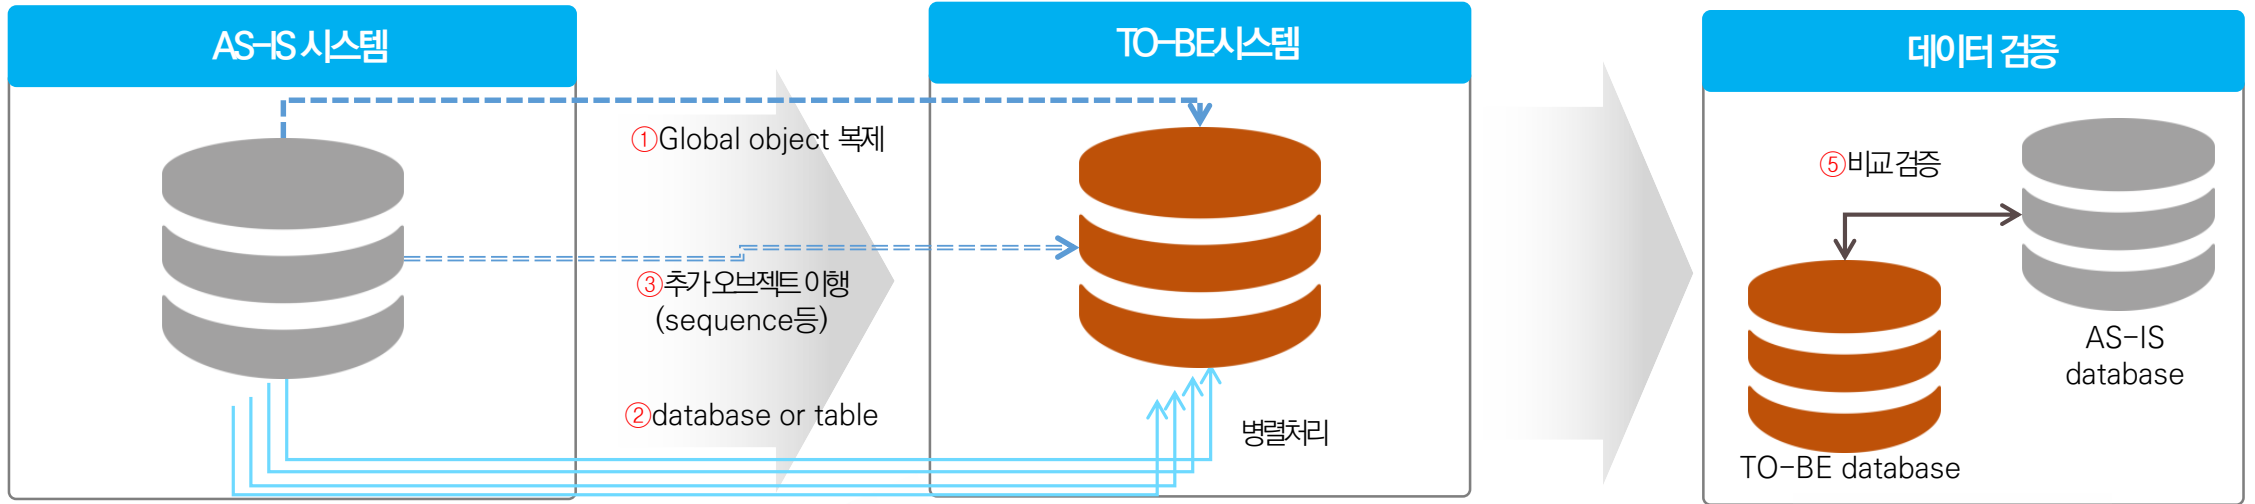 AS-IS 시스템
TO-BE시스템
데이터 검증
①Global object 복제
③추가 오브젝트 이행
(sequence등)
②database or table
병렬처리
⑤비교 검증
AS-IS
database
TO-BE database